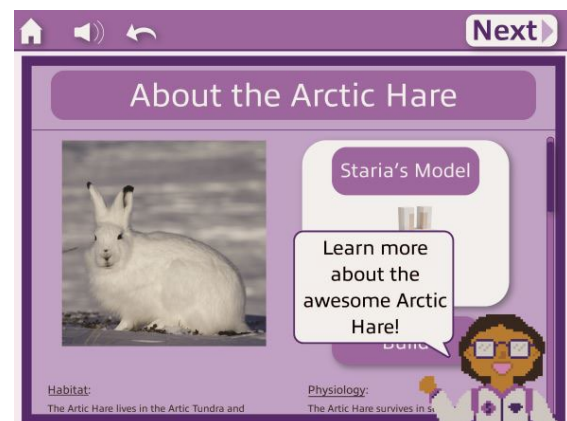 Next
About the Arctic Hare
Staria's Model
Learn more
about the
awesome Arctic
Hare!
Habitat:
The Arctic Hare lives in the Artic Tundra and
Physiology:
The Artic Hare survives in